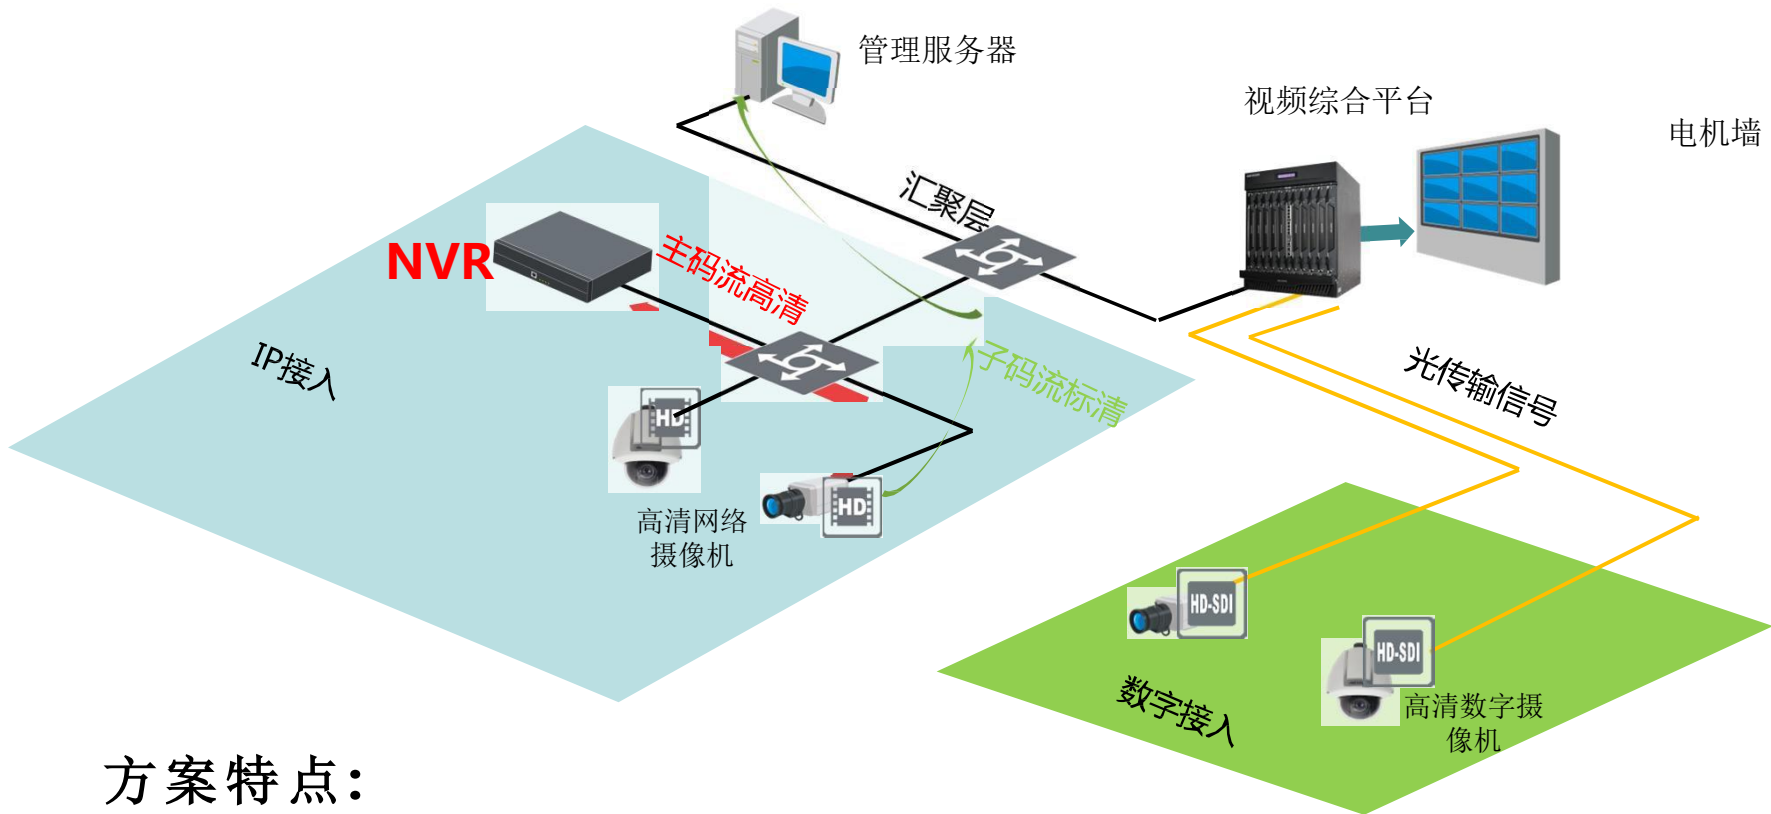 管理服务器
视频综合平台
电机墙
汇聚层
NVR
主码流高清
IP接入
子码流标清
光传输信号
HD
HD
高清网络
摄像机
HD-SDI
HD-SDI
数字接入
高清数字摄
像机
方案特点: